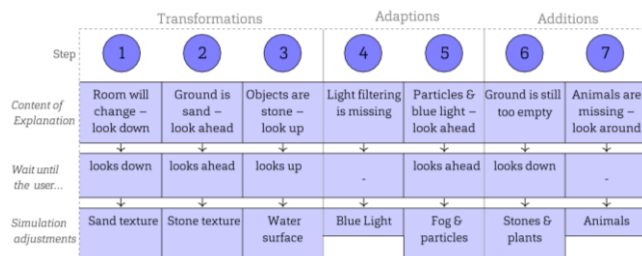 Transformations Adaptions Additions
Step 1 2 3 4 5 6 7
Content of Explanation
Room will change – look down
Ground is sand – look ahead
Objects are stone – look up
Light filtering is missing
Particles & blue light – look ahead
Ground is still too empty
Animals are missing – look around
Wait until the user...
looks down
looks ahead
looks up
-
looks ahead
looks down
-
Simulation adjustments
Sand texture
Stone texture
Water surface
Blue Light
Fog & particles
Stones & plants
Animals